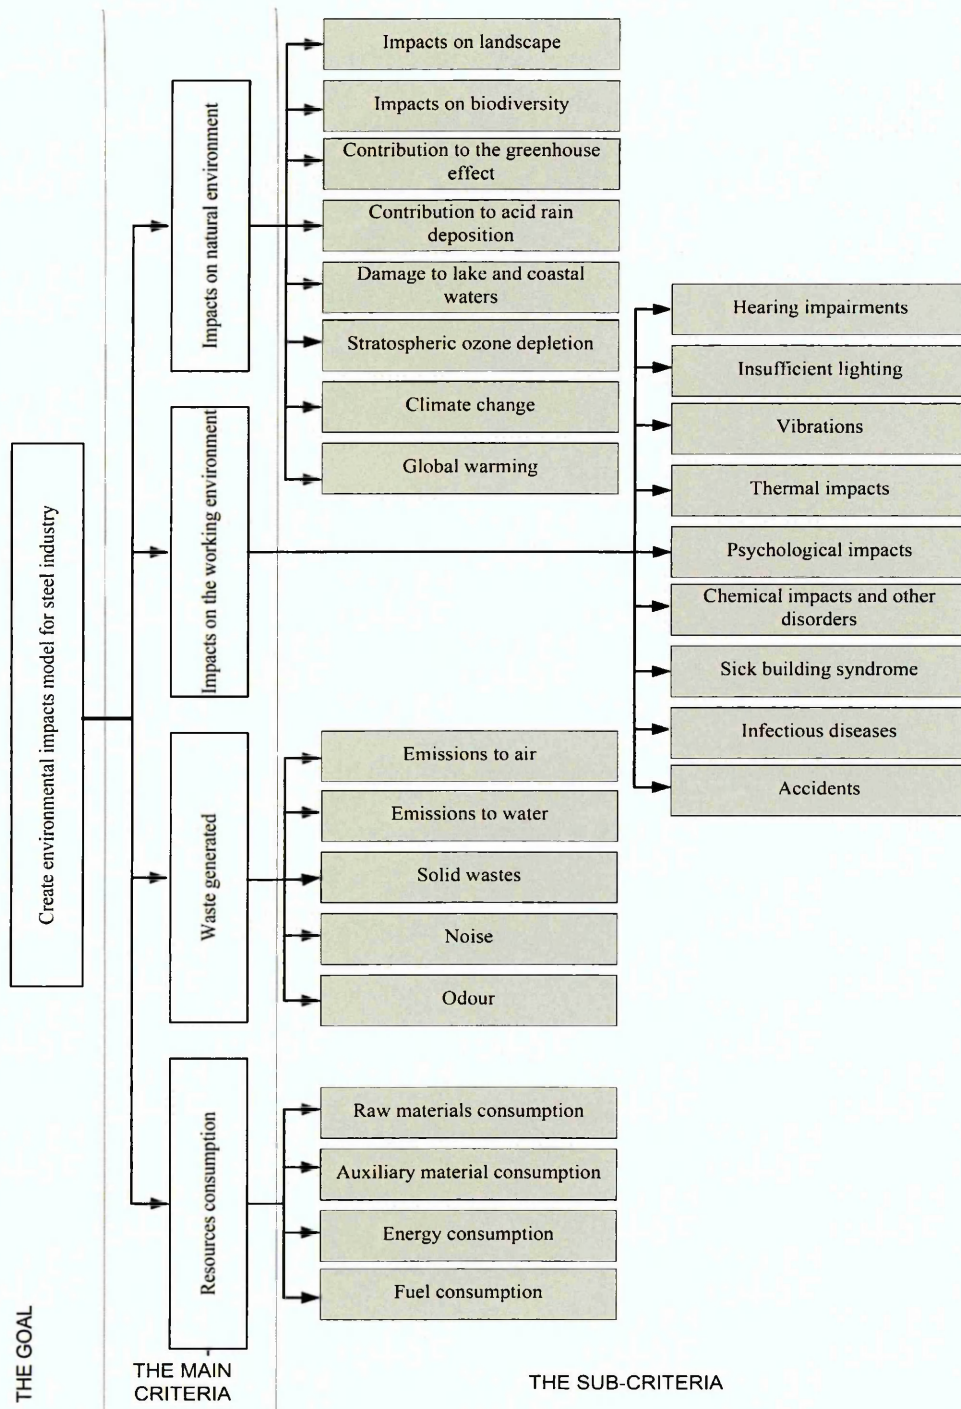 Create environmental impacts model for steel industry
Impacts on natural environment
Impacts on landscape
Impacts on biodiversity
Contribution to the greenhouse
effect
Contribution to acid rain
deposition
Damage to lake and coastal
waters
Stratospheric ozone depletion
Climate change
Global warming
Impacts on the working environment
Hearing impairments
Insufficient lighting
Vibrations
Thermal impacts
Psychological impacts
Chemical impacts and other
disorders
Sick building syndrome
Infectious diseases
Accidents
Waste generated
Emissions to air
Emissions to water
Solid wastes
Noise
Odour
Resources consumption
Raw materials consumption
Auxiliary material consumption
Energy consumption
Fuel consumption
THE GOAL
THE MAIN
CRITERIA
THE SUB-CRITERIA